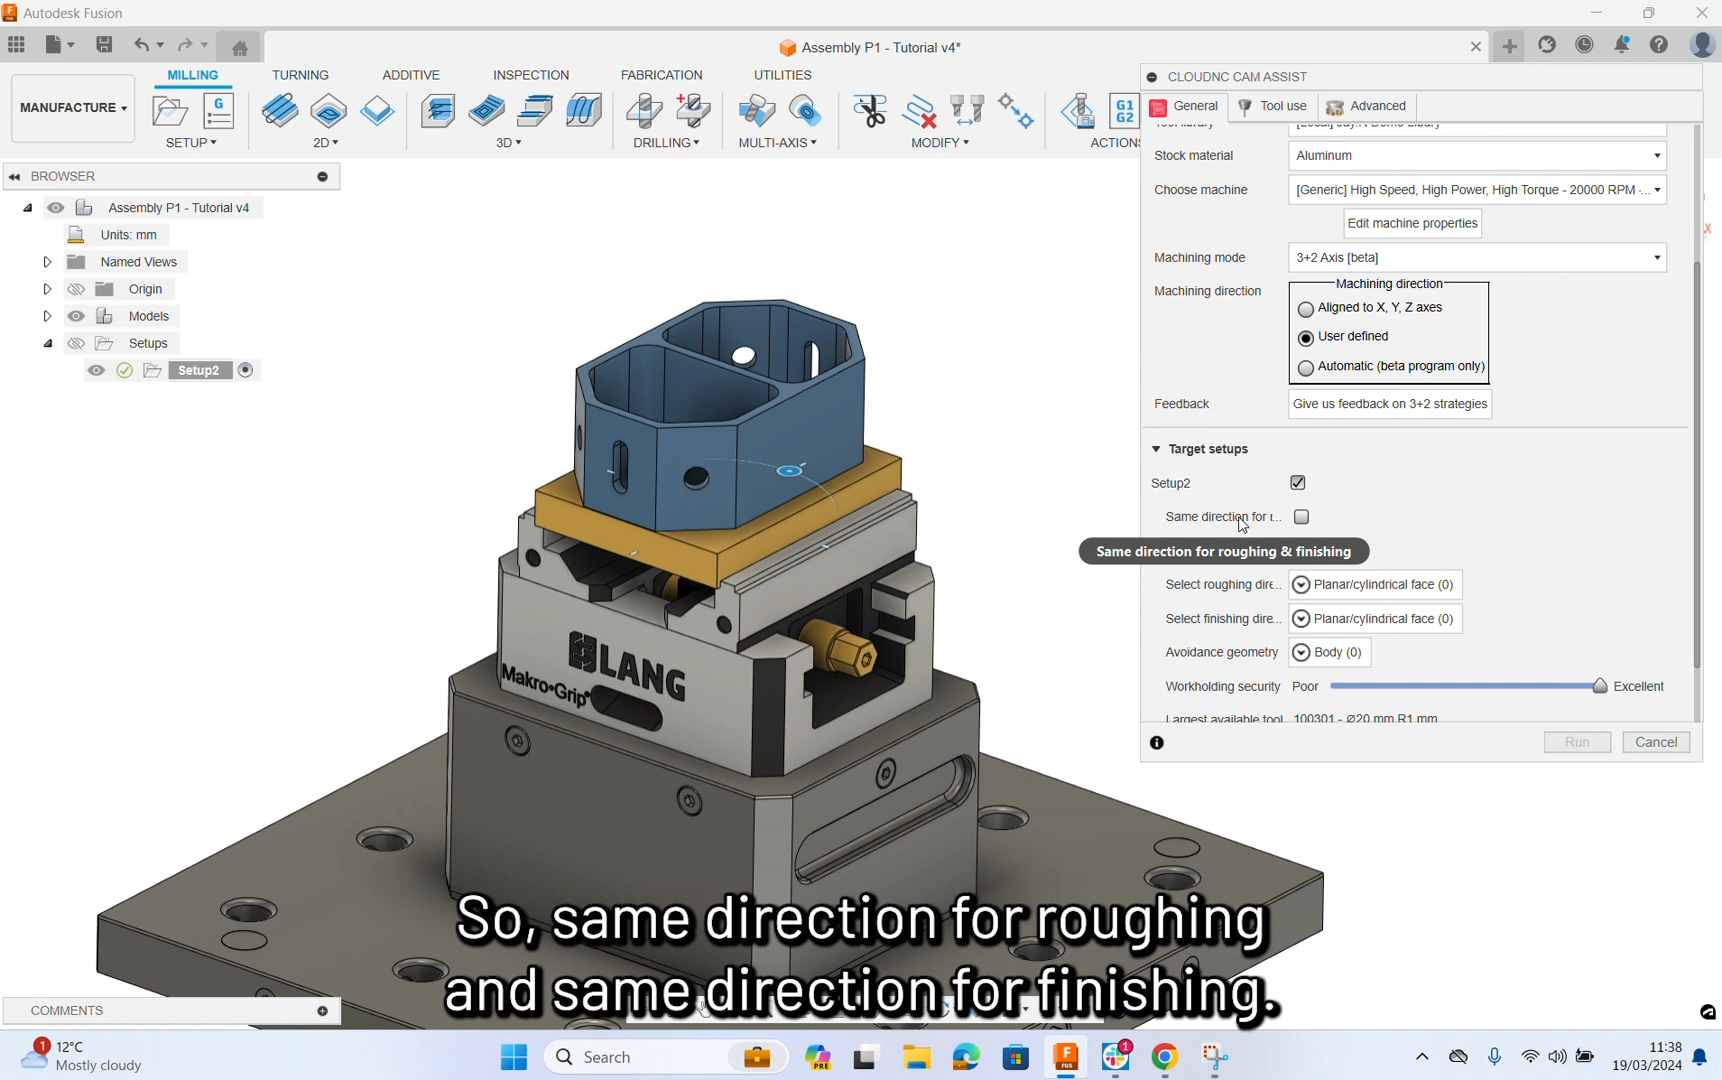 Autodesk Fusion
Assembly P1 - Tutorial v4*
MANUFACTURE
MILLING TURNING ADDITIVE INSPECTION FABRICATION UTILITIES
G
G1
G2
SETUP 2D 3D DRILLING MULTI-AXIS MODIFY ACTIONS
BROWSER
Assembly P1 - Tutorial v4
Units: mm
Named Views
Origin
Models
Setups
Setup2
CLOUDNC CAM ASSIST
General Tool use Advanced
Stock material Aluminum
Choose machine [Generic] High Speed, High Power, High Torque - 20000 RPM -...
Edit machine properties
Machining mode 3+2 Axis [beta]
Machining direction
Machining direction
Aligned to X, Y, Z axes
User defined
Automatic (beta program only)
Feedback Give us feedback on 3+2 strategies
Target setups
Setup2
Same direction for r...
Same direction for roughing & finishing
Select roughing dire... Planar/cylindrical face (0)
Select finishing dire... Planar/cylindrical face (0)
Avoidance geometry Body (0)
Workholding security Poor Excellent
Largest available tool 100301 - Ø20 mm R1 mm
Run Cancel
LANG
Makro•Grip
So, same direction for roughing
and same direction for finishing.
COMMENTS
1
12°C
Mostly cloudy
Search
PRE
FUS
1
11:38
19/03/2024